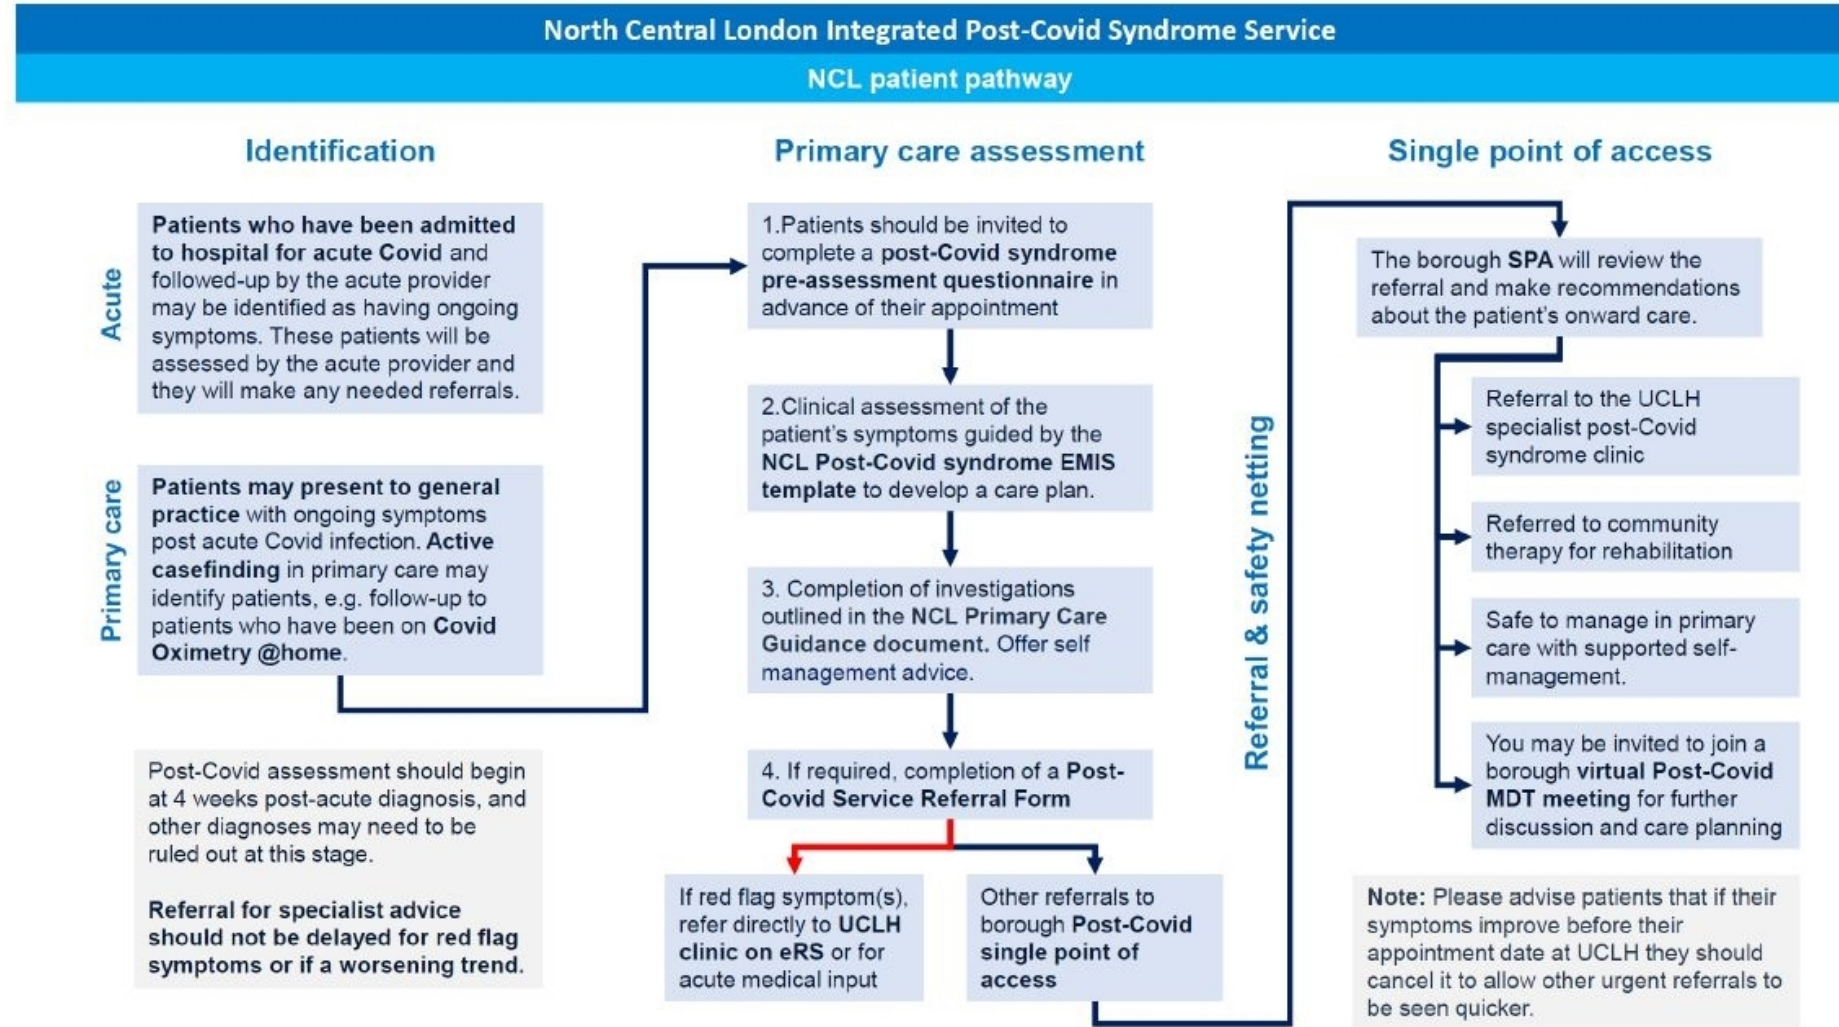 North Central London Integrated Post-Covid Syndrome Service
NCL patient pathway
Identification
Acute
Patients who have been admitted
to hospital for acute Covid and
followed-up by the acute provider
may be identified as having ongoing
symptoms. These patients will be
assessed by the acute provider and
they will make any needed referrals.
Primary care
Patients may present to general
practice with ongoing symptoms
post acute Covid infection. Active
casefinding in primary care may
identify patients, e.g. follow-up to
patients who have been on Covid
Oximetry @home.
Post-Covid assessment should begin
at 4 weeks post-acute diagnosis, and
other diagnoses may need to be
ruled out at this stage.
Referral for specialist advice
should not be delayed for red flag
symptoms or if a worsening trend.
Primary care assessment
1.Patients should be invited to
complete a post-Covid syndrome
pre-assessment questionnaire in
advance of their appointment
2.Clinical assessment of the
patient's symptoms guided by the
NCL Post-Covid syndrome EMIS
template to develop a care plan.
3. Completion of investigations
outlined in the NCL Primary Care
Guidance document. Offer self
management advice.
4. If required, completion of a Post-
Covid Service Referral Form
If red flag symptom(s),
refer directly to UCLH
clinic on eRS or for
acute medical input
Other referrals to
borough Post-Covid
single point of
access
Referral & safety netting
Single point of access
The borough SPA will review the
referral and make recommendations
about the patient's onward care.
Referral to the UCLH
specialist post-Covid
syndrome clinic
Referred to community
therapy for rehabilitation
Safe to manage in primary
care with supported self-
management.
You may be invited to join a
borough virtual Post-Covid
MDT meeting for further
discussion and care planning
Note: Please advise patients that if their
symptoms improve before their
appointment date at UCLH they should
cancel it to allow other urgent referrals to
be seen quicker.